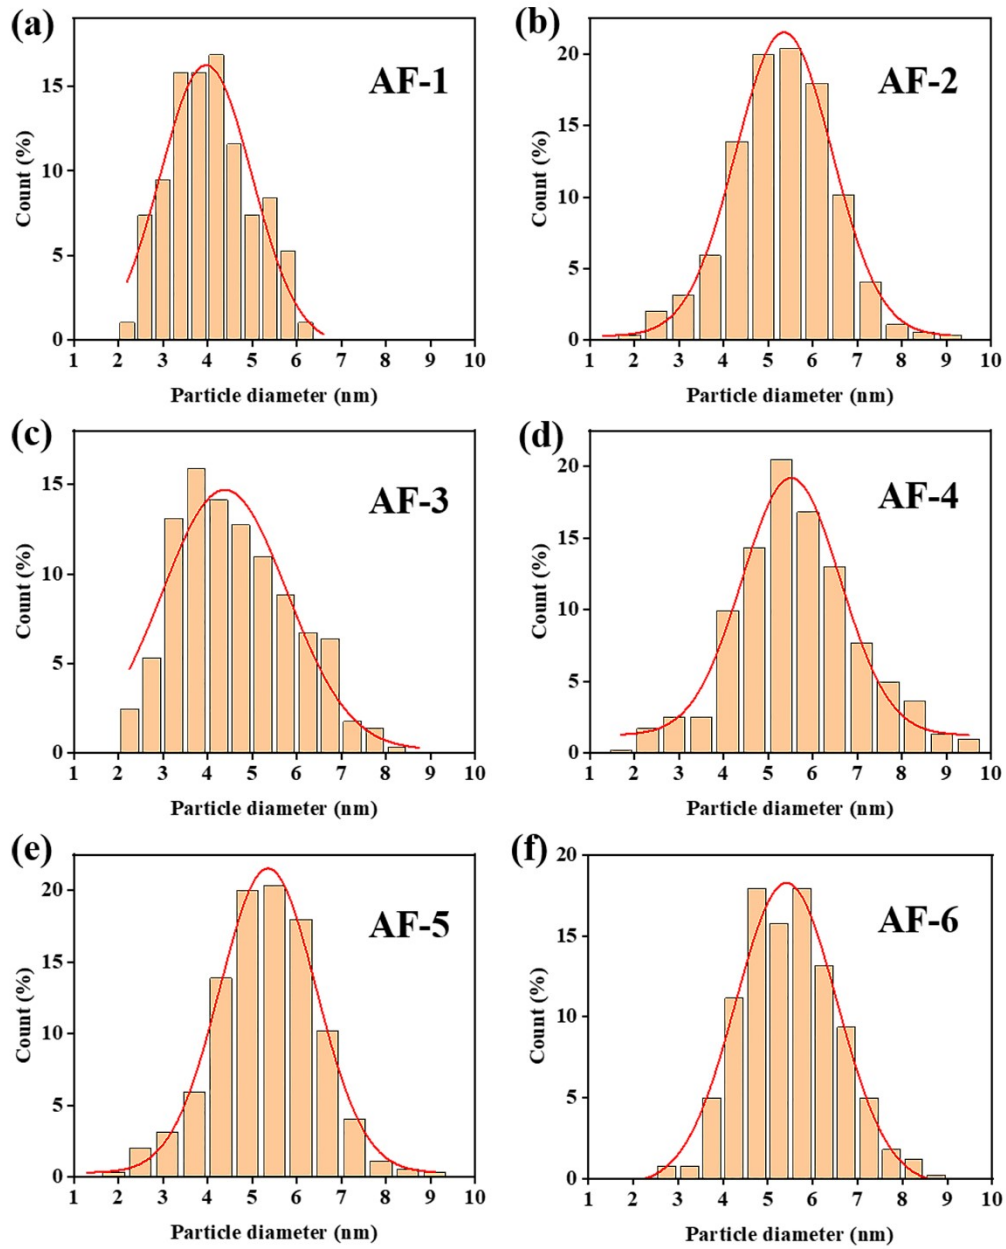 (a)
AF-1
Count (%)
15
10
5
0
1 2 3 4 5 6 7 8 9 10
Particle diameter (nm)
(b)
AF-2
Count (%)
20
15
10
5
0
1 2 3 4 5 6 7 8 9 10
Particle diameter (nm)
(c)
AF-3
Count (%)
15
10
5
0
1 2 3 4 5 6 7 8 9 10
Particle diameter (nm)
(d)
AF-4
Count (%)
20
15
10
5
0
1 2 3 4 5 6 7 8 9 10
Particle diameter (nm)
(e)
AF-5
Count (%)
20
15
10
5
0
1 2 3 4 5 6 7 8 9 10
Particle diameter (nm)
(f)
AF-6
Count (%)
20
15
10
5
0
1 2 3 4 5 6 7 8 9 10
Particle diameter (nm)